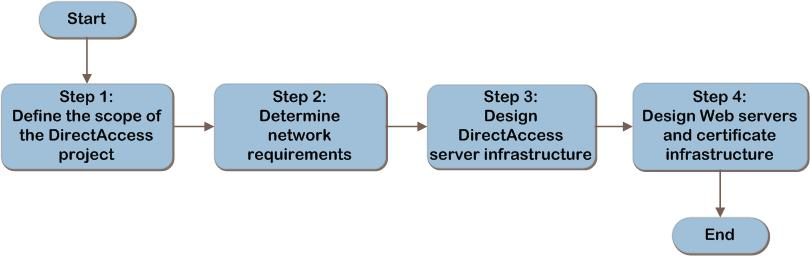 Start
Step 1:
Define the scope of
the DirectAccess
project
Step 2:
Determine
network
requirements
Step 3:
Design
DirectAccess
server infrastructure
Step 4:
Design Web servers
and certificate
infrastructure
End